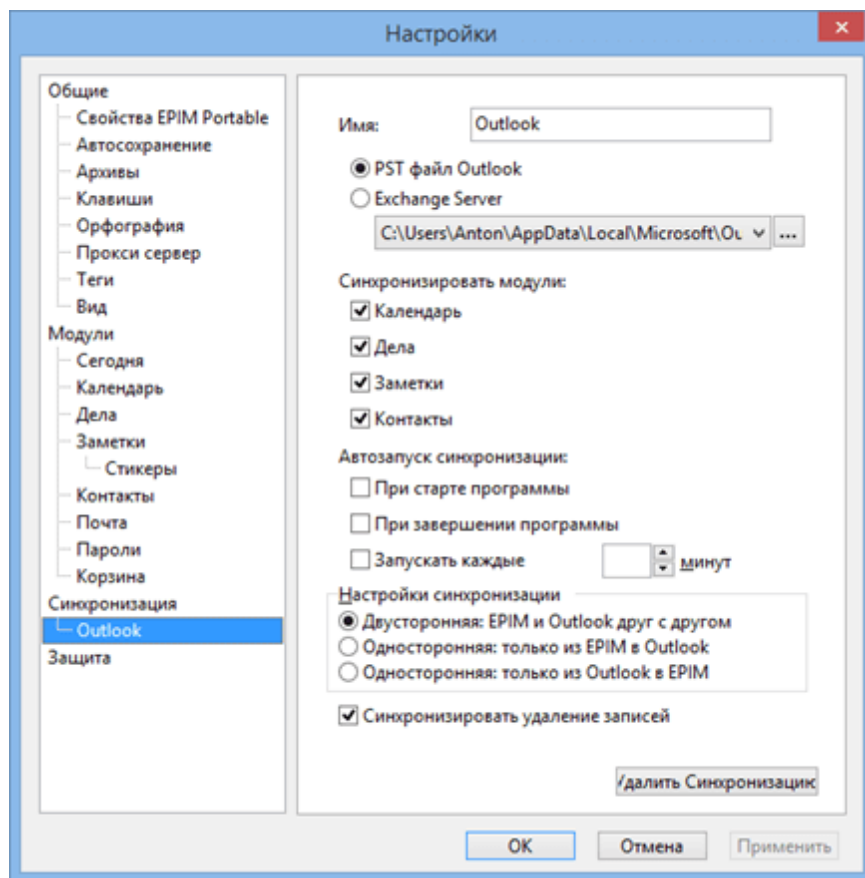 Настройки
Общие
Свойства EPIM Portable
Автосохранение
Архивы
Клавиши
Орфография
Прокси сервер
Теги
Вид
Модули
Сегодня
Календарь
Дела
Заметки
Стикеры
Контакты
Почта
Пароли
Корзина
Синхронизация
Outlook
Защита
Имя: Outlook
PST файл Outlook
Exchange Server
C:\Users\Anton\AppData\Local\Microsoft\Ou ...
Синхронизировать модули:
Календарь
Дела
Заметки
Контакты
Автозапуск синхронизации:
При старте программы
При завершении программы
Запускать каждые минут
Настройки синхронизации
Двусторонняя: EPIM и Outlook друг с другом
Односторонняя: только из EPIM в Outlook
Односторонняя: только из Outlook в EPIM
Синхронизировать удаление записей
Удалить Синхронизацию
OK Отмена Применить